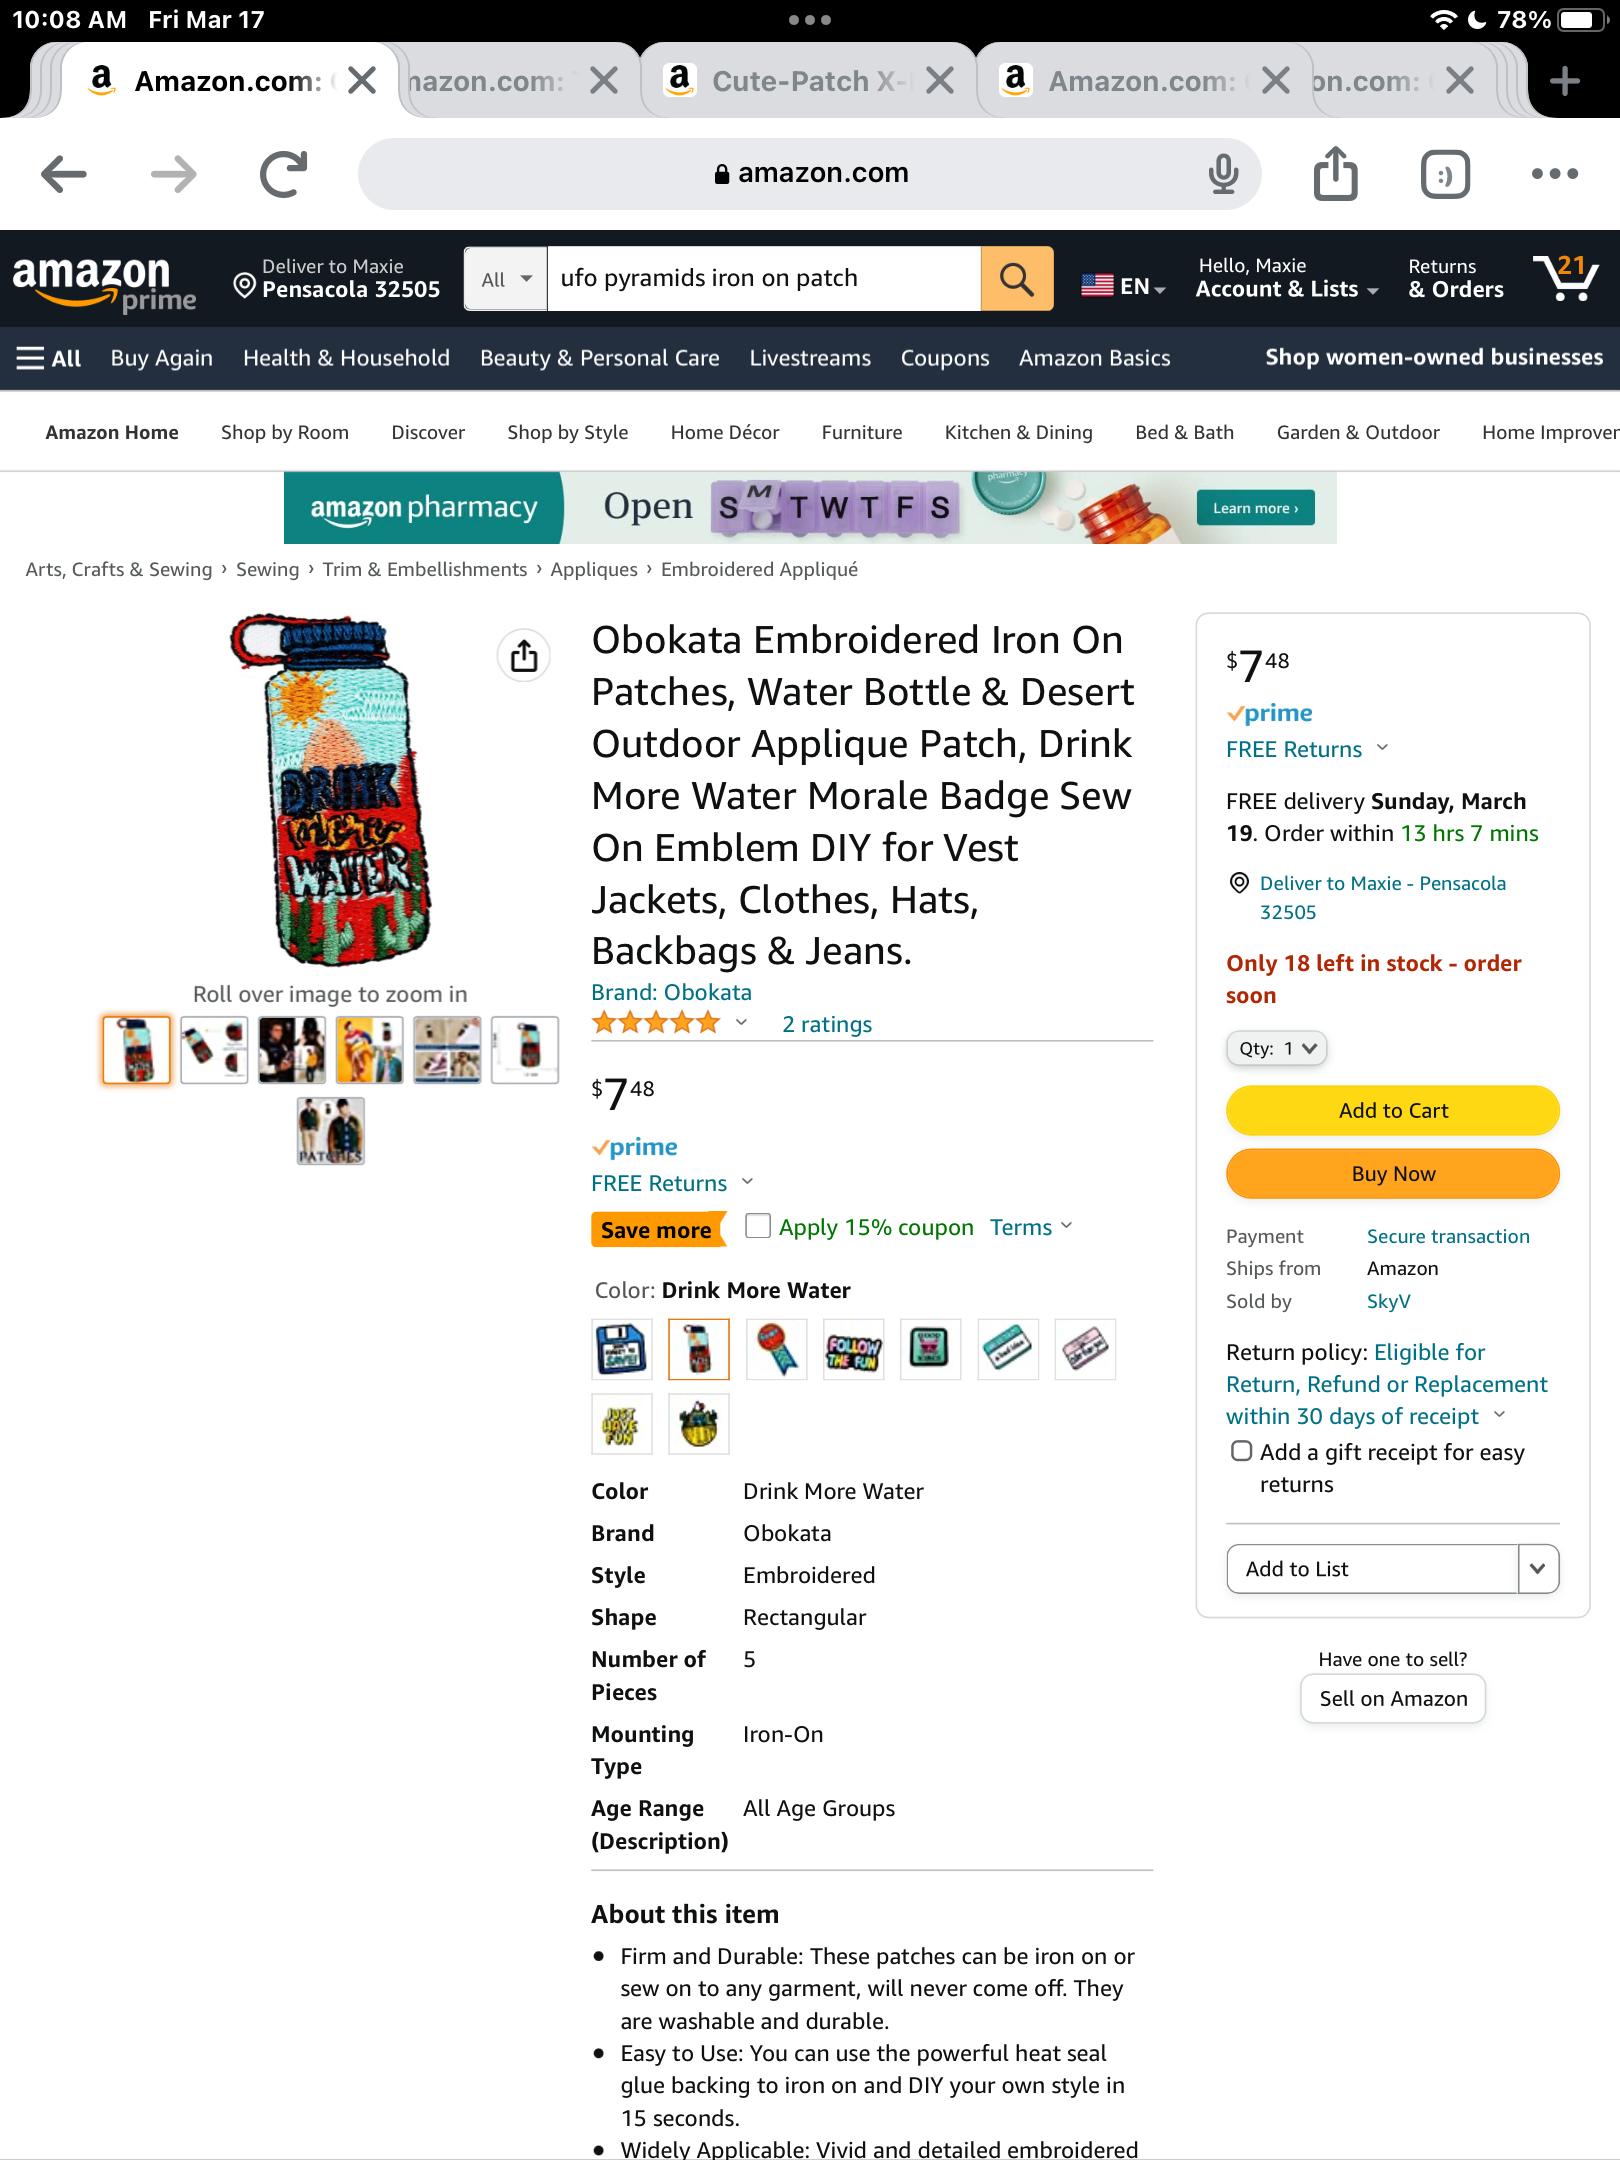 10:08 AM Fri Mar 17
78%
Amazon.com:
mazon.com:
Cute-Patch X-
Amazon.com:
on.com:
amazon.com
amazon prime
Deliver to Maxie
Pensacola 32505
All
ufo pyramids iron on patch
EN
Hello, Maxie
Account & Lists
Returns
& Orders
21
All Buy Again Health & Household Beauty & Personal Care Livestreams Coupons Amazon Basics Shop women-owned businesses
Amazon Home Shop by Room Discover Shop by Style Home Décor Furniture Kitchen & Dining Bed & Bath Garden & Outdoor Home Improver
amazon pharmacy Open S M T W T F S pharmacy Learn more ›
Arts, Crafts & Sewing › Sewing › Trim & Embellishments › Appliques › Embroidered Appliqué
DRINK
more
WATER
Roll over image to zoom in
PATCHES
Obokata Embroidered Iron On
Patches, Water Bottle & Desert
Outdoor Applique Patch, Drink
More Water Morale Badge Sew
On Emblem DIY for Vest
Jackets, Clothes, Hats,
Backbags & Jeans.
Brand: Obokata
2 ratings
$7 48
prime
FREE Returns
Save more Apply 15% coupon Terms
Color: Drink More Water
SAVE!
FOLLOW
THE FUN
GOOD
JUST
HAVE
FUN
Color Drink More Water
Brand Obokata
Style Embroidered
Shape Rectangular
Number of 5
Pieces
Mounting Iron-On
Type
Age Range All Age Groups
(Description)
About this item
• Firm and Durable: These patches can be iron on or
sew on to any garment, will never come off. They
are washable and durable.
• Easy to Use: You can use the powerful heat seal
glue backing to iron on and DIY your own style in
15 seconds.
• Widely Applicable: Vivid and detailed embroidered
$7 48
prime
FREE Returns
FREE delivery Sunday, March
19. Order within 13 hrs 7 mins
Deliver to Maxie - Pensacola
32505
Only 18 left in stock - order
soon
Qty: 1
Add to Cart
Buy Now
Payment Secure transaction
Ships from Amazon
Sold by SkyV
Return policy: Eligible for
Return, Refund or Replacement
within 30 days of receipt
Add a gift receipt for easy
returns
Add to List
Have one to sell?
Sell on Amazon